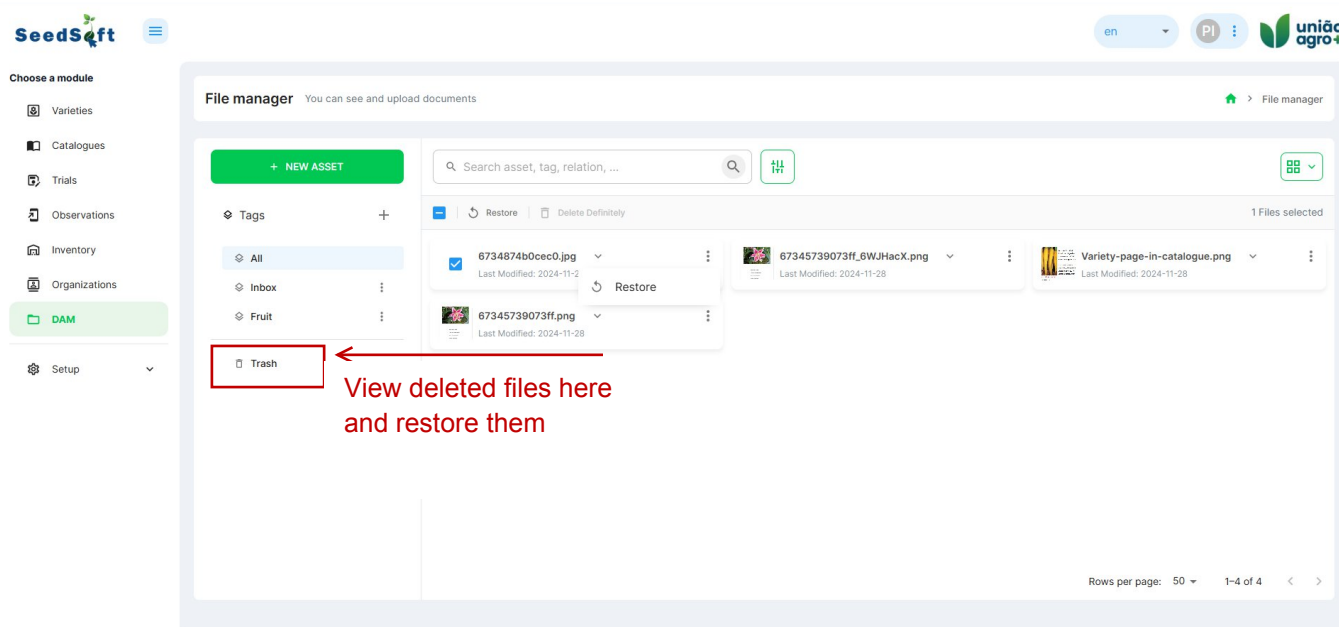 SeedSoft
en
PI
união
agro+
Choose a module
Varieties
Catalogues
Trials
Observations
Inventory
Organizations
DAM
Setup
File manager You can see and upload documents
File manager
+ NEW ASSET
Search asset, tag, relation, ...
Tags
Restore Delete Definitely
1 Files selected
All
Inbox
Fruit
Trash
6734874b0cec0.jpg
Last Modified: 2024-11-2
Restore
67345739073ff_6WJHacX.png
Last Modified: 2024-11-28
Variety-page-in-catalogue.png
Last Modified: 2024-11-28
67345739073ff.png
Last Modified: 2024-11-28
View deleted files here
and restore them
Rows per page: 50 1–4 of 4